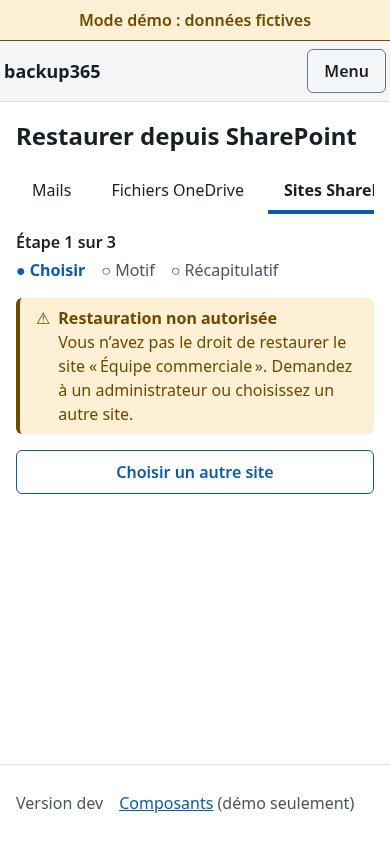 Mode démo : données fictives
backup365
Menu
Restaurer depuis SharePoint
Mails Fichiers OneDrive Sites Share
Étape 1 sur 3
● Choisir ○ Motif ○ Récapitulatif
⚠ Restauration non autorisée
Vous n’avez pas le droit de restaurer le
site « Équipe commerciale ». Demandez
à un administrateur ou choisissez un
autre site.
Choisir un autre site
Version dev Composants (démo seulement)